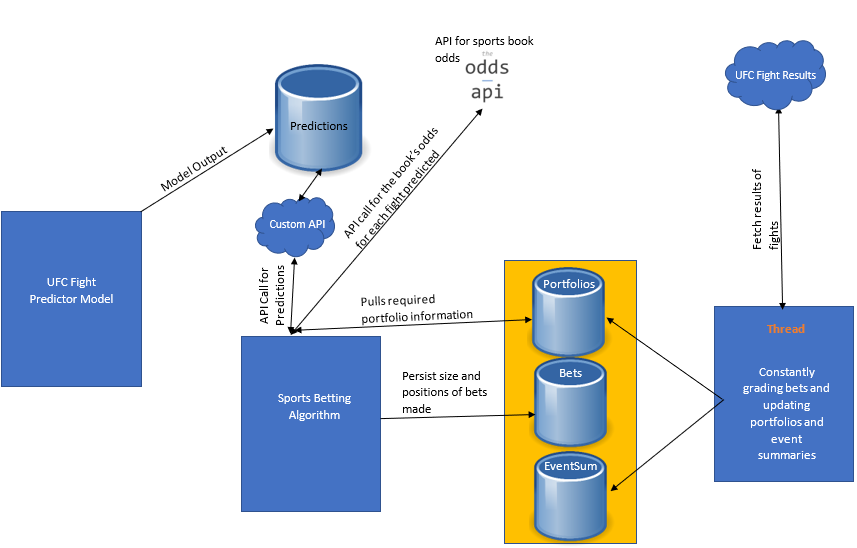 API for sports book
odds
the
odds
api
UFC Fight Results
Predictions
Model Output
API call for the book's odds
for each fight predicted
Custom API
Fetch results of
fights
UFC Fight
Predictor Model
API Call for
Predictions
Pulls required
portfolio information
Portfolios
Thread
Constantly
grading bets and
updating
portfolios and
event
summaries
Sports Betting
Algorithm
Persist size and
positions of bets
made
Bets
EventSum